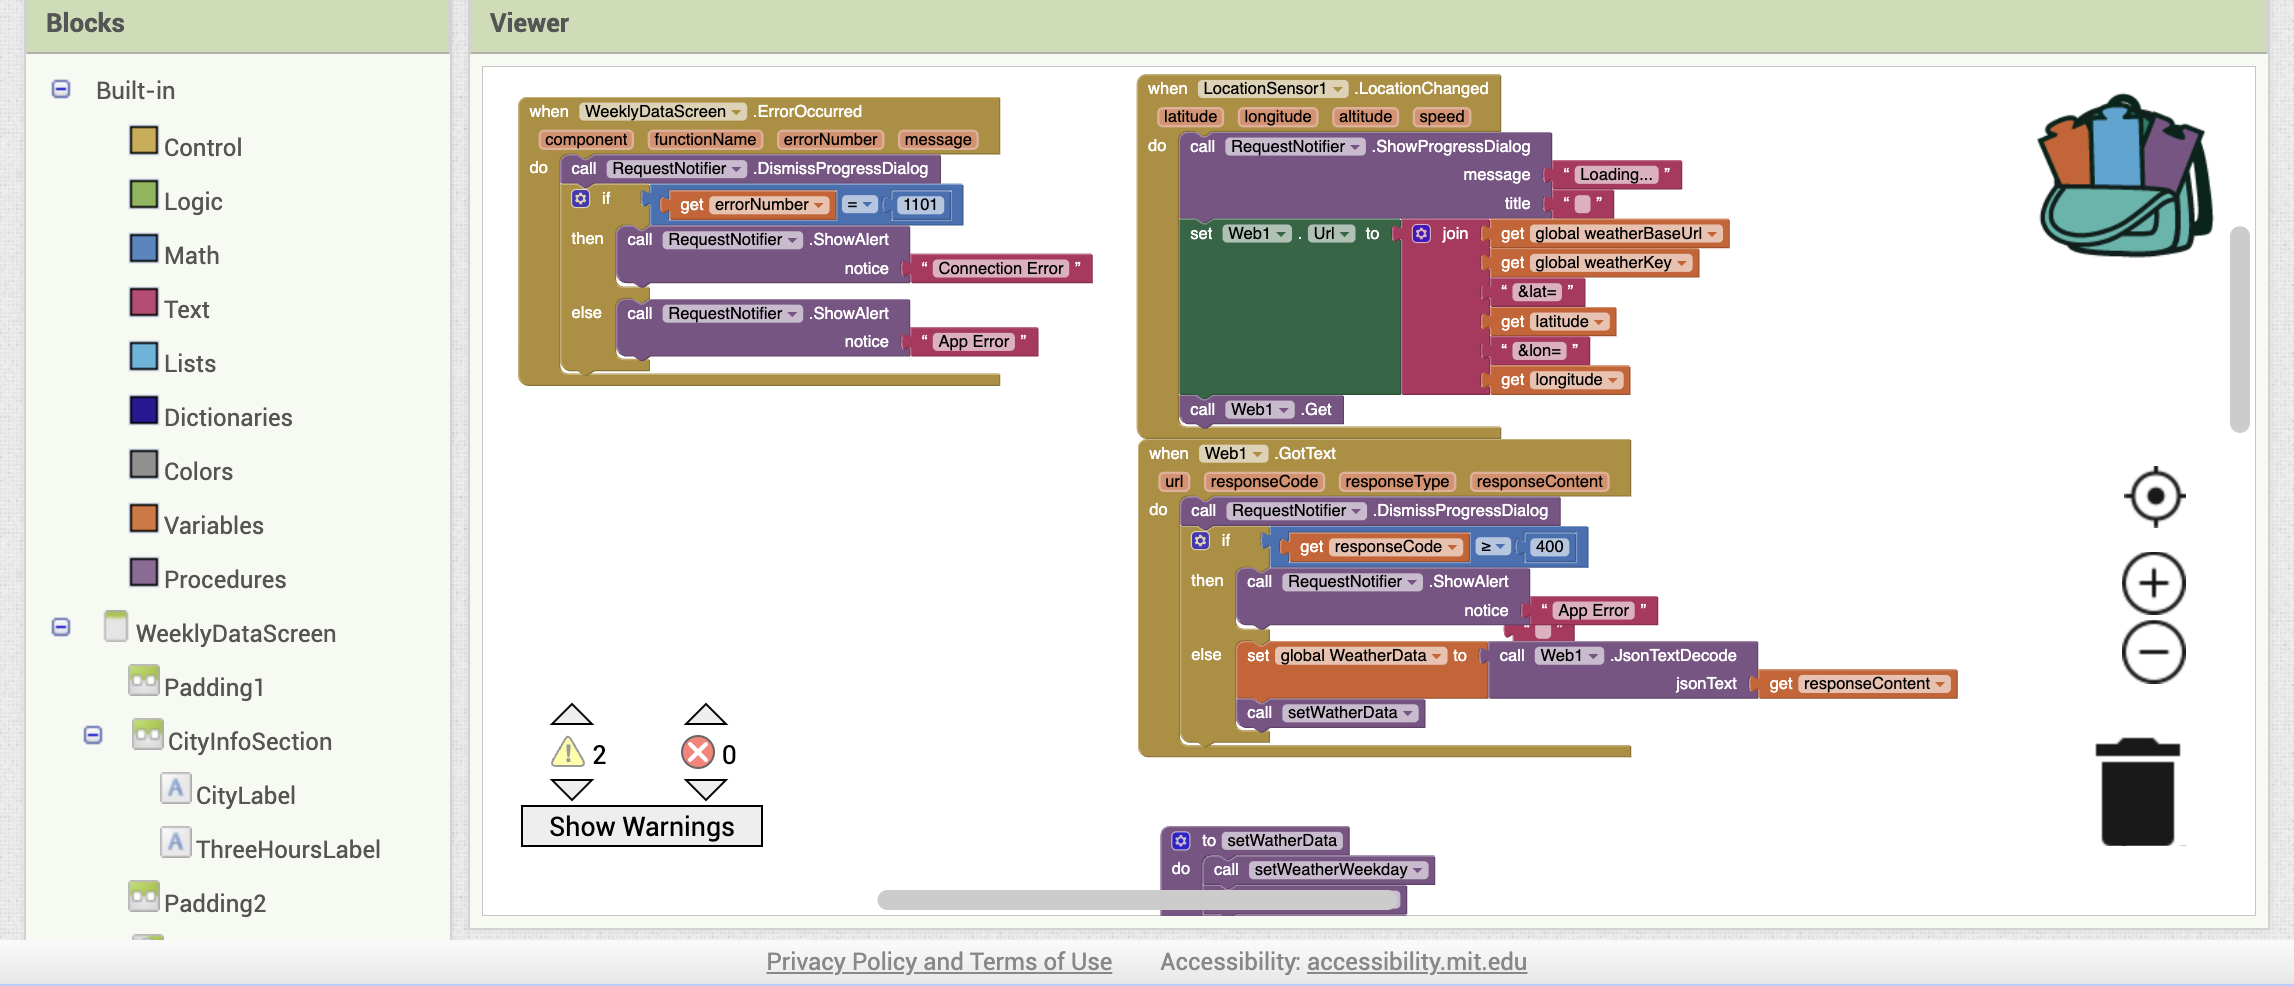 Blocks
Built-in
Control
Logic
Math
Text
Lists
Dictionaries
Colors
Variables
Procedures
WeeklyDataScreen
Padding1
CityInfoSection
A CityLabel
A ThreeHoursLabel
Padding2
Viewer
when WeeklyDataScreen .ErrorOccurred
component functionName errorNumber message
do call RequestNotifier .DismissProgressDialog
if get errorNumber = 1101
then call RequestNotifier .ShowAlert
notice “ Connection Error ”
else call RequestNotifier .ShowAlert
notice “ App Error ”
when LocationSensor1 .LocationChanged
latitude longitude altitude speed
do call RequestNotifier .ShowProgressDialog
message “ Loading... ”
title “ ”
set Web1 . Url to join get global weatherBaseUrl
get global weatherKey
“ &lat= ”
get latitude
“ &lon= ”
get longitude
call Web1 .Get
when Web1 .GotText
url responseCode responseType responseContent
do call RequestNotifier .DismissProgressDialog
if get responseCode ≥ 400
then call RequestNotifier .ShowAlert
notice “ App Error ”
“ ”
else set global WeatherData to call Web1 .JsonTextDecode
jsonText get responseContent
call setWatherData
to setWatherData
do call setWeatherWeekday
2 0
Show Warnings
Privacy Policy and Terms of Use Accessibility: accessibility.mit.edu